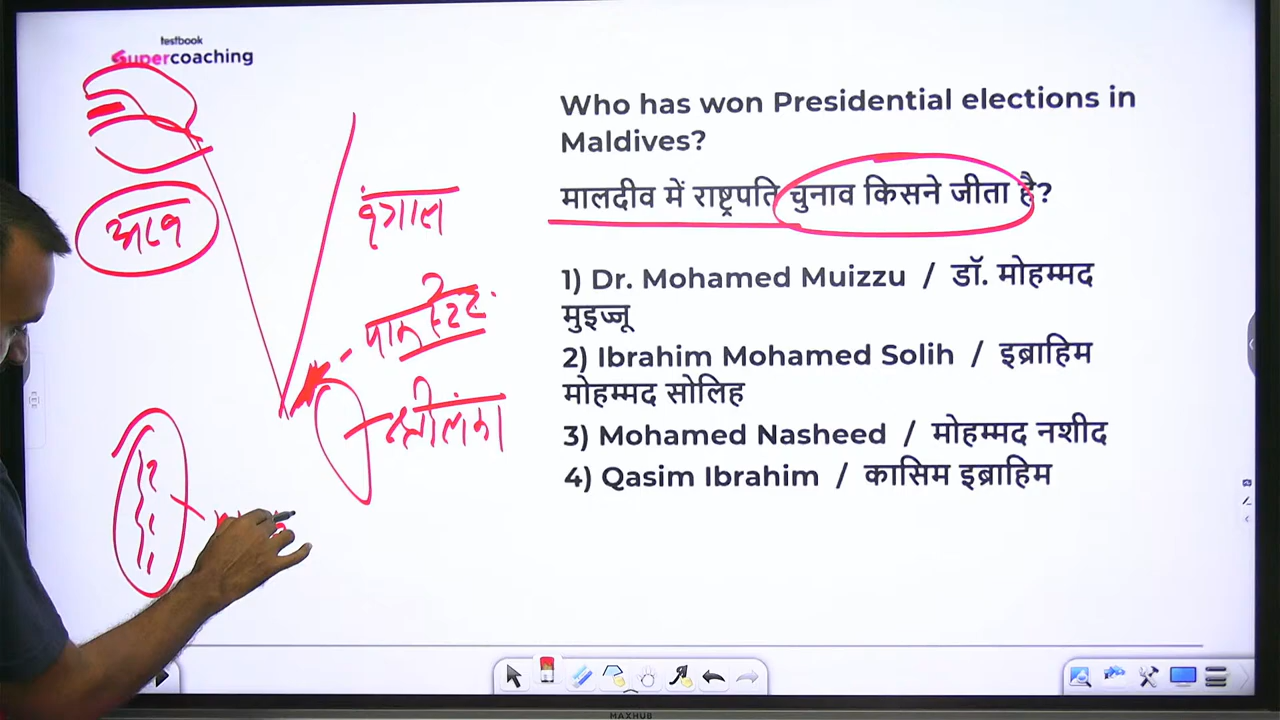 testbook
Supercoaching
Who has won Presidential elections in
Maldives?
मालदीव में राष्ट्रपति चुनाव किसने जीता है?
1) Dr. Mohamed Muizzu / डॉ. मोहम्मद
मुइज्जू
2) Ibrahim Mohamed Solih / इब्राहिम
मोहम्मद सोलिह
3) Mohamed Nasheed / मोहम्मद नशीद
4) Qasim Ibrahim / कासिम इब्राहिम
अरब
बंगाल
पाक स्ट्रेट
श्रीलंका
MAXHUB